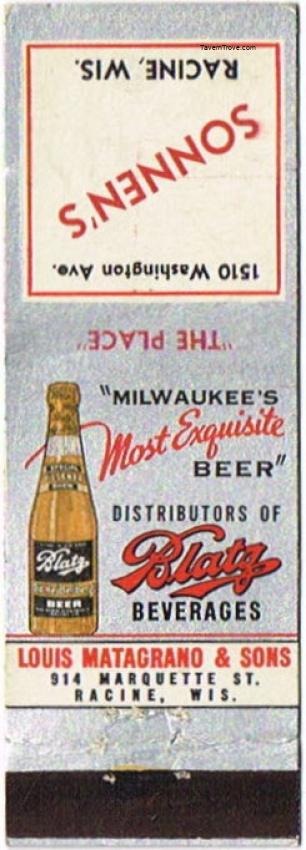 TavernTrove.com
1510 Washington Ave.
SONNEN'S
RACINE, WIS.
"THE PLACE"
"MILWAUKEE'S
Most Exquisite
BEER"
DISTRIBUTORS OF
Blatz
BEVERAGES
Blatz
BEER
LOUIS MATAGRANO & SONS
914 MARQUETTE ST.
RACINE, WIS.